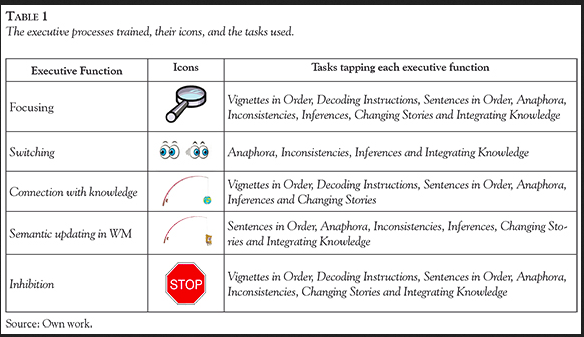 TABLE 1
The executive processes trained, their icons, and the tasks used.
Executive Function
Icons
Tasks tapping each executive function
Focusing
Vignettes in Order, Decoding Instructions, Sentences in Order, Anaphora,
Inconsistencies, Inferences, Changing Stories and Integrating Knowledge
Switching
Anaphora, Inconsistencies, Inferences and Integrating Knowledge
Connection with knowledge
Vignettes in Order, Decoding Instructions, Sentences in Order, Anaphora,
Inferences and Changing Stories
Semantic updating in WM
Sentences in Order, Anaphora, Inconsistencies, Inferences, Changing Sto-
ries and Integrating Knowledge
Inhibition
STOP
Vignettes in Order, Decoding Instructions, Sentences in Order, Anaphora,
Inconsistencies, Changing Stories and Integrating Knowledge
Source: Own work.